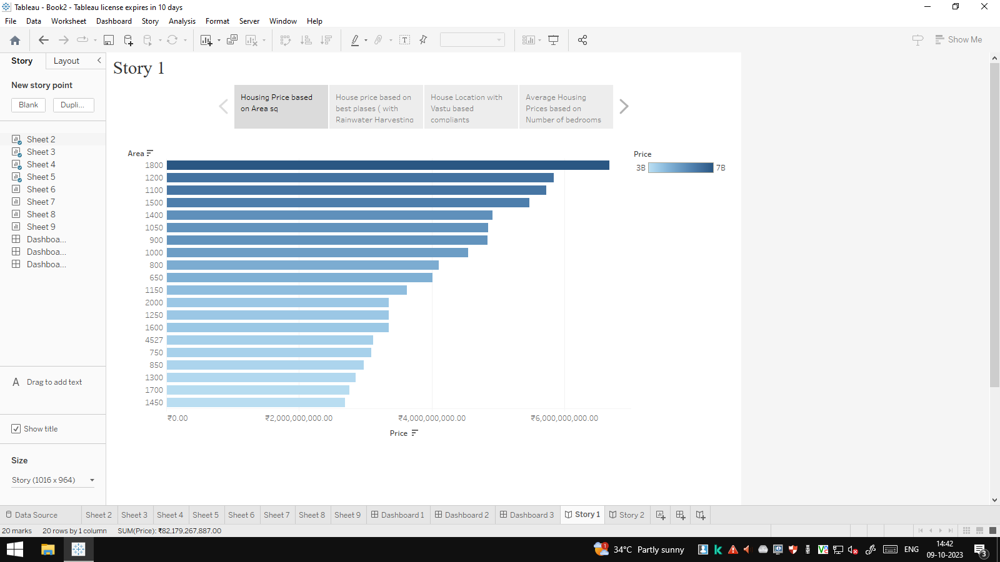 Tableau - Book2 - Tableau license expires in 10 days
File Data Worksheet Dashboard Story Analysis Format Server Window Help
Show Me
Story Layout
New story point
Blank Dupli...
Sheet 2
Sheet 3
Sheet 4
Sheet 5
Sheet 6
Sheet 7
Sheet 8
Sheet 9
Dashboa...
Dashboa...
Dashboa...
A Drag to add text
Show title
Size
Story (1016 x 964)
Story 1
Housing Price based
on Area sq
House price based on
best plases ( with
Rainwater Harvesting
House Location with
Vastu based
compliants
Average Housing
Prices based on
Number of bedrooms
Area
1800
1200
1100
1500
1400
1050
900
1000
800
650
1150
2000
1250
1600
4527
750
850
1300
1700
1450
₹0.00 ₹2,000,000,000.00 ₹4,000,000,000.00 ₹6,000,000,000.00
Price
Price
3B 7B
Data Source Sheet 2 Sheet 3 Sheet 4 Sheet 5 Sheet 6 Sheet 7 Sheet 8 Sheet 9 Dashboard 1 Dashboard 2 Dashboard 3 Story 1 Story 2
20 marks 20 rows by 1 column SUM(Price): ₹82,179,267,887.00
1 34°C Partly sunny ENG 14:42
09-10-2023
3